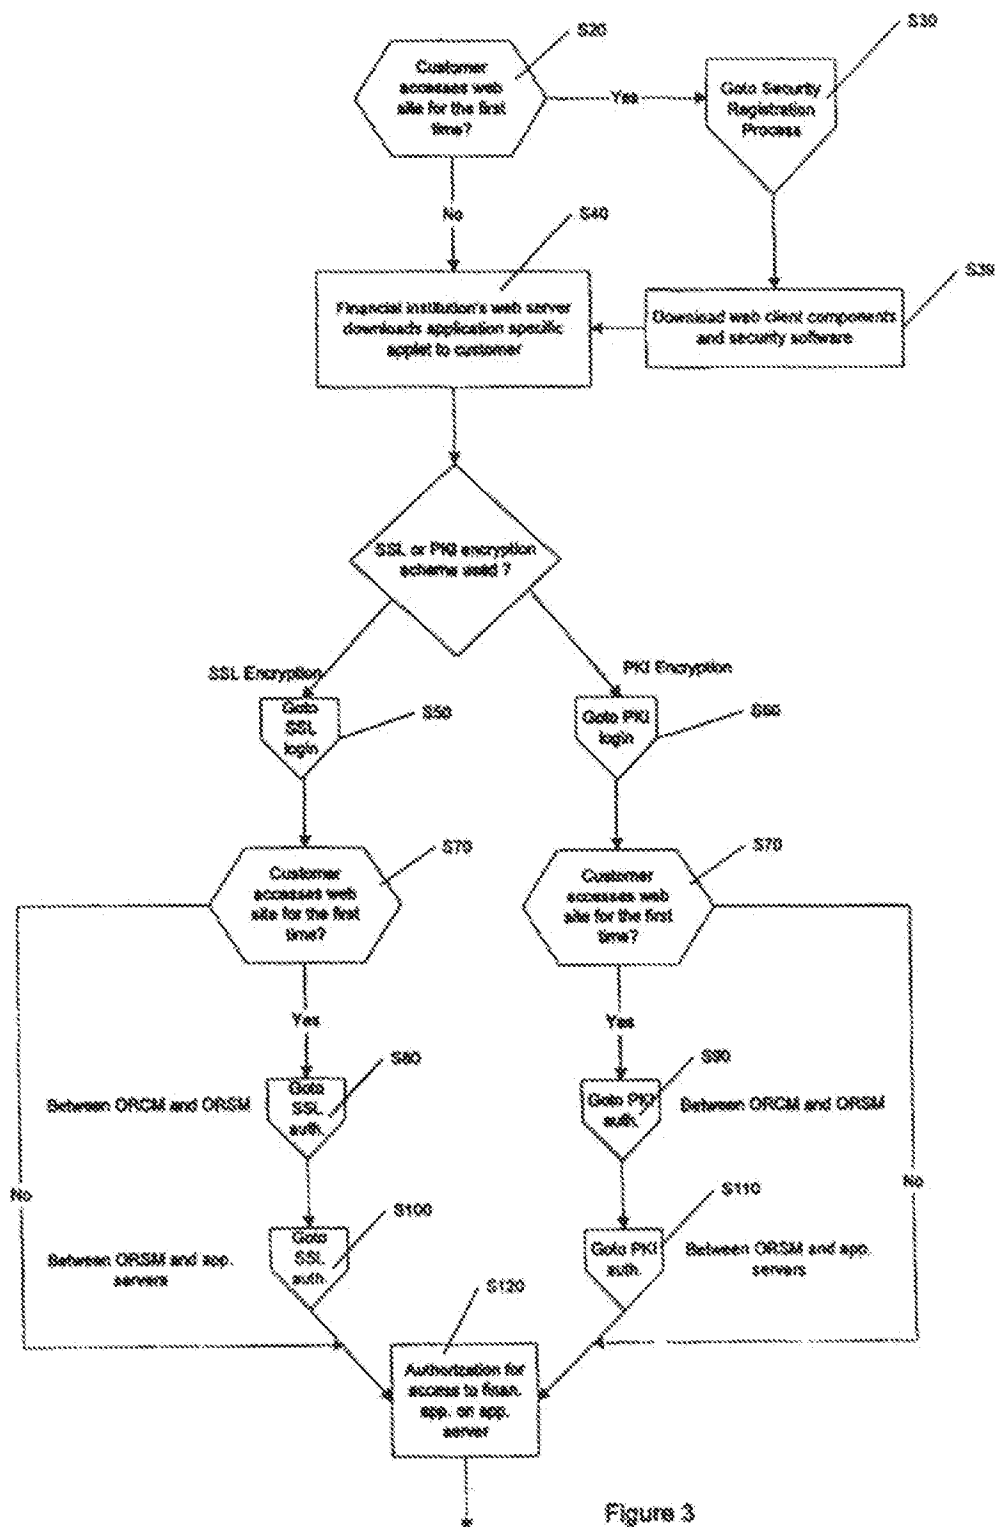 S20
S30
Customer
accesses web
site for the first
time?
Yes
Goto Security
Registration
Process
No
S40
S39
Financial institution's web server
downloads application specific
applet to customer
Download web client components
and security software
SSL or PKI encryption
scheme used ?
SSL Encryption
PKI Encryption
Goto
SSL
login
S50
Goto PKI
login
S60
S70
S70
Customer
accesses web
site for the first
time?
Customer
accesses web
site for the first
time?
Yes
Yes
S80
S90
Between ORCM and ORSM
Goto
SSL
auth.
Goto PKI
auth.
Between ORCM and ORSM
No
No
S100
S110
Between ORSM and app.
servers
Goto
SSL
auth.
Goto PKI
auth.
Between ORSM and app.
servers
S120
Authorization for
access to finan.
app. on app.
server
Figure 3